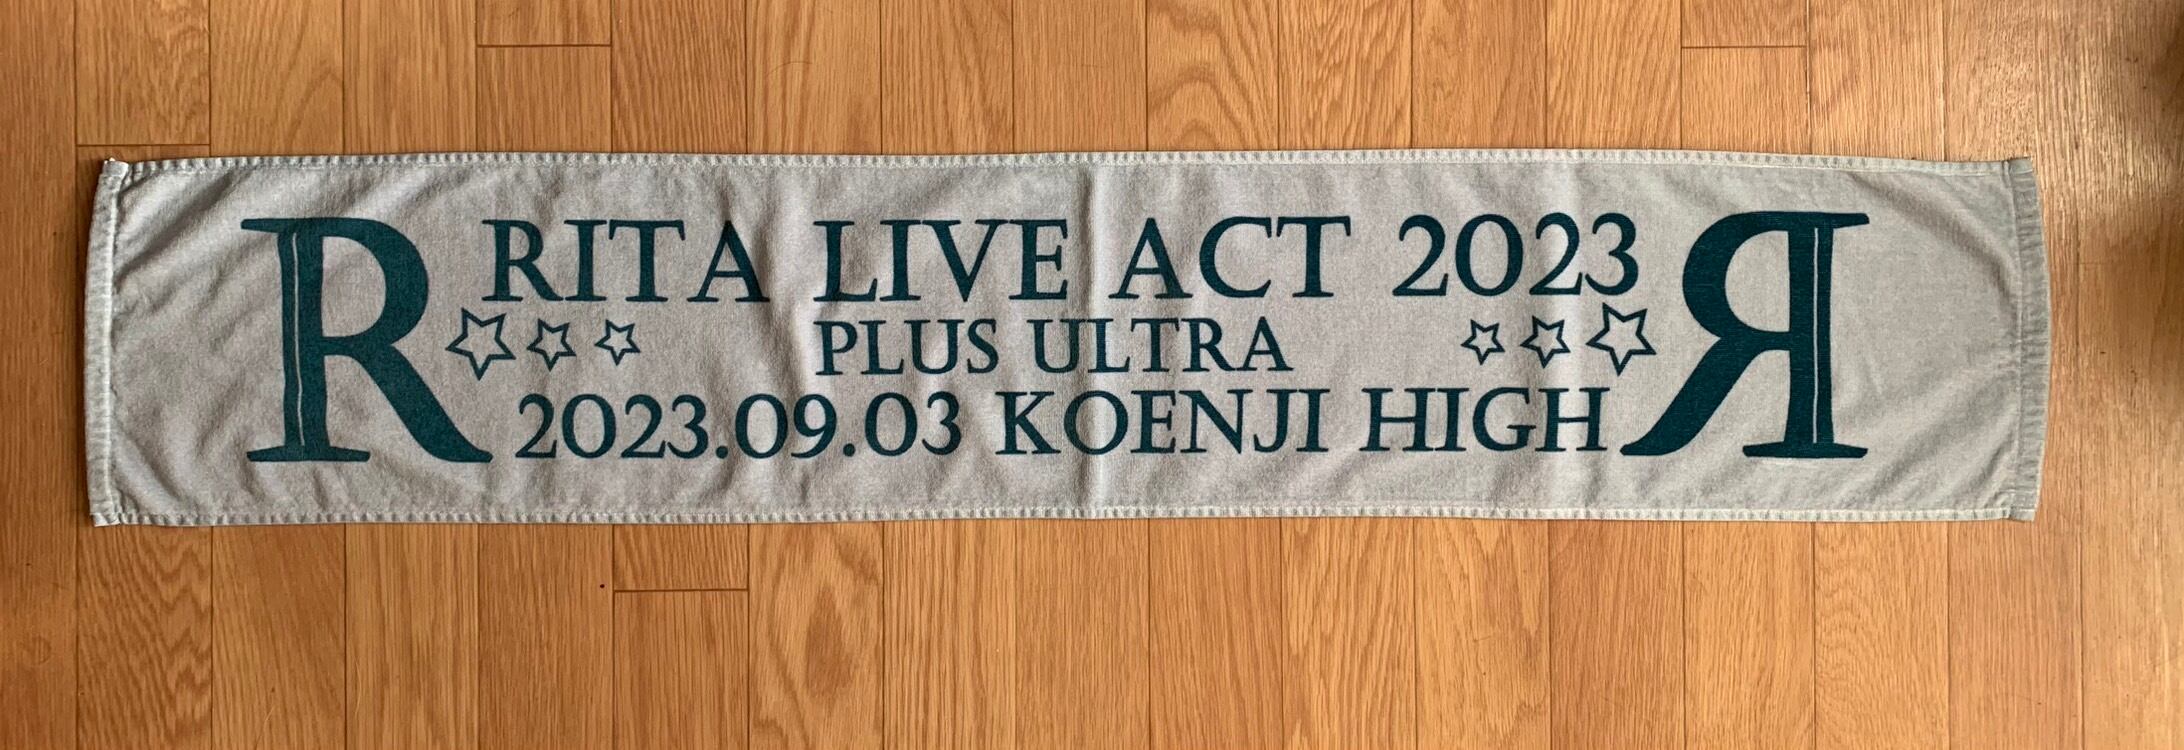 R
RITA LIVE ACT 2023
PLUS ULTRA
2023.09.03 KOENJI HIGH
R